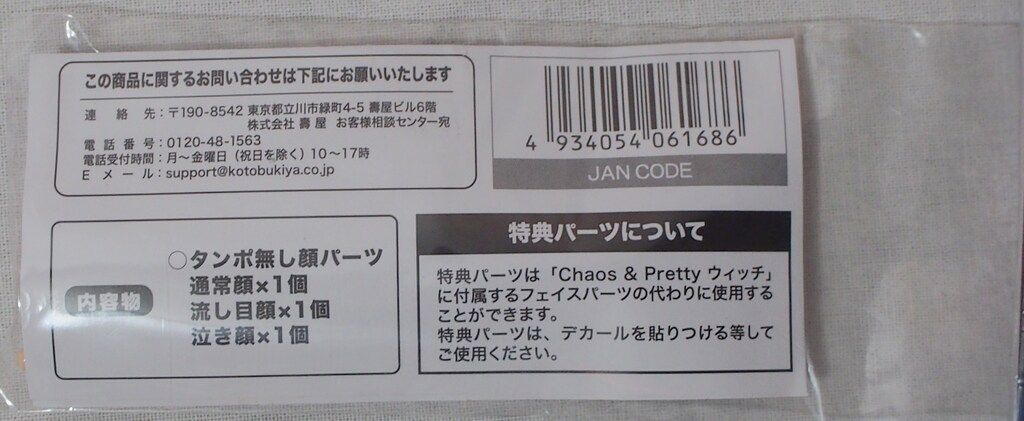 この商品に関するお問い合わせは下記にお願いいたします
連絡先：〒190-8542 東京都立川市緑町4-5 壽屋ビル6階
株式会社 壽屋 お客様相談センター宛
電話番号：0120-48-1563
電話受付時間：月〜金曜日（祝日を除く）10〜17時
Eメール：support@kotobukiya.co.jp
4 934054 061686
JAN CODE
内容物
○タンポ無し顔パーツ
通常顔×1個
流し目顔×1個
泣き顔×1個
特典パーツについて
特典パーツは「Chaos & Pretty ウィッチ」
に付属するフェイスパーツの代わりに使用する
ことができます。
特典パーツは、デカールを貼りつける等して
ご使用ください。